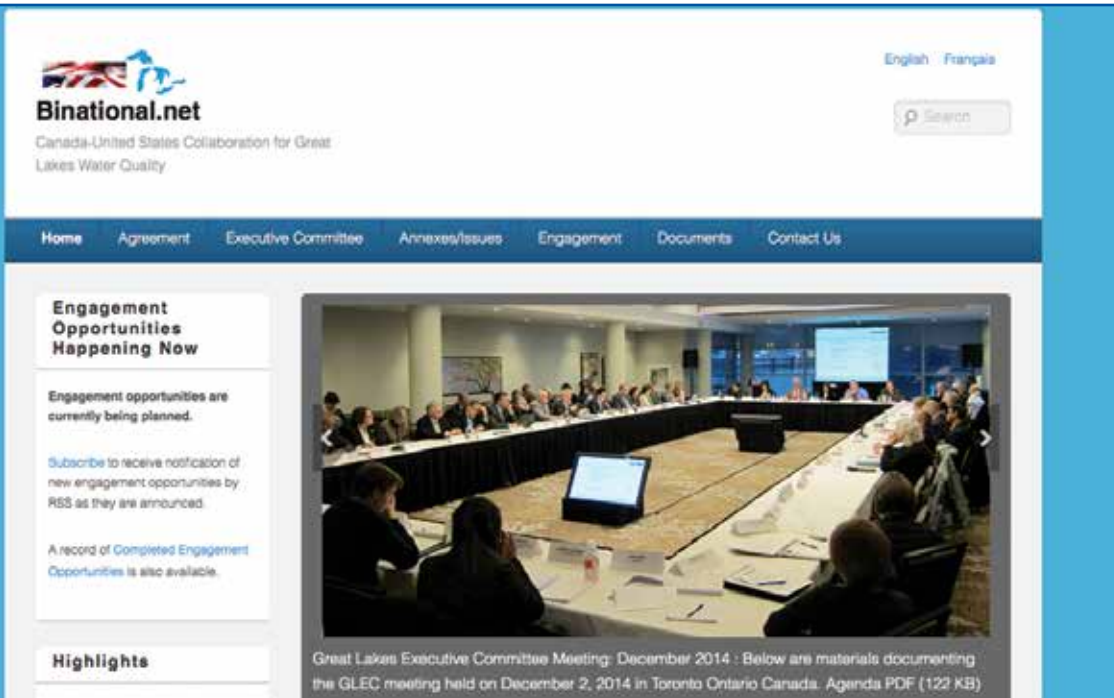 English Français
Binational.net
Search
Canada-United States Collaboration for Great
Lakes Water Quality
Home Agreement Executive Committee Annexes/Issues Engagement Documents Contact Us
Engagement
Opportunities
Happening Now
Engagement opportunities are
currently being planned.
Subscribe to receive notification of
new engagement opportunities by
RSS as they are announced.
A record of Completed Engagement
Opportunities is also available.
Highlights
Great Lakes Executive Committee Meeting: December 2014 : Below are materials documenting
the GLEC meeting held on December 2, 2014 in Toronto Ontario Canada. Agenda PDF (122 KB)